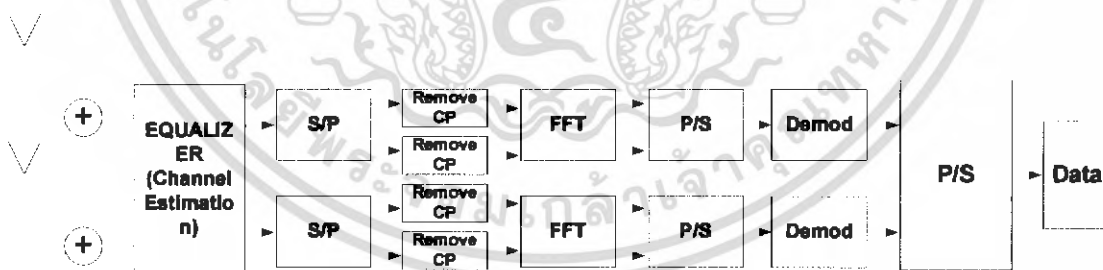 EQUALIZ
ER
(Channel
Estimatio
n)
S/P
Remove
CP
Remove
CP
FFT
P/S
Demod
S/P
Remove
CP
Remove
CP
FFT
P/S
Demod
P/S
Data
+
+